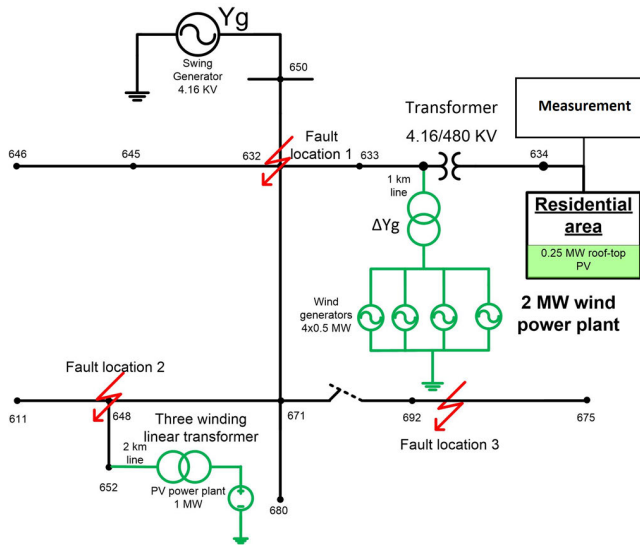 Yg
Swing
Generator
4.16 KV
650
Transformer
4.16/480 KV
Measurement
646
645
632
Fault
location 1
633
634
1 km
line
ΔYg
Residential
area
0.25 MW roof-top
PV
Wind
generators
4x0.5 MW
2 MW wind
power plant
Fault location 2
611
648
671
692
675
Three winding
linear transformer
Fault location 3
2 km
line
652
PV power plant
1 MW
680